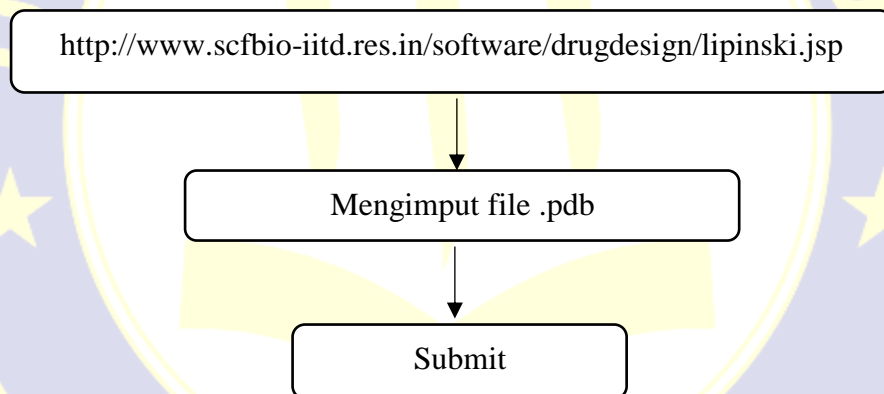 http://www.scfbio-iitd.res.in/software/drugdesign/lipinski.jsp
Mengimput file .pdb
Submit